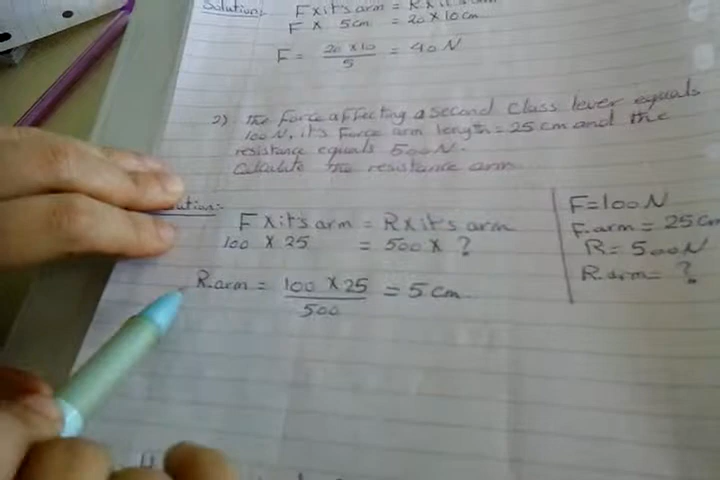 Solution:-
F x it's arm = R x it's arm
F x 5cm = 20 x 10 cm
F = 20 x 10 / 5 = 40 N
2) the force affecting a second class lever equals
100 N, it's Force arm length = 25 cm and the
resistance equals 500 N.
Calculate the resistance arm
ution:-
F x it's arm = R x it's arm
100 x 25 = 500 x ?
R.arm = 100 x 25 / 500 = 5 cm
F = 100 N
F.arm = 25 cm
R = 500 N
R.arm = ?